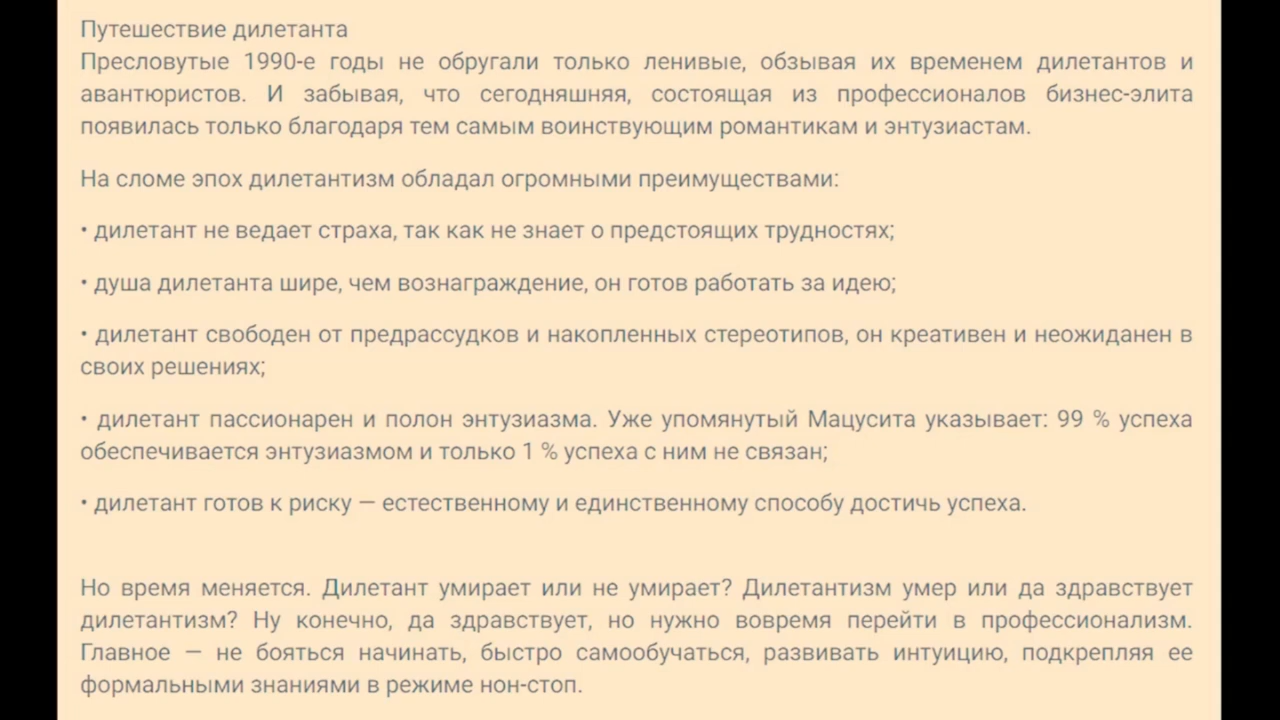 Путешествие дилетанта
Пресловутые 1990-е годы не обругали только ленивые, обзывая их временем дилетантов и
авантюристов. И забывая, что сегодняшняя, состоящая из профессионалов бизнес-элита
появилась только благодаря тем самым воинствующим романтикам и энтузиастам.
На сломе эпох дилетантизм обладал огромными преимуществами:
• дилетант не ведает страха, так как не знает о предстоящих трудностях;
• душа дилетанта шире, чем вознаграждение, он готов работать за идею;
• дилетант свободен от предрассудков и накопленных стереотипов, он креативен и неожиданен в
своих решениях;
• дилетант пассионарен и полон энтузиазма. Уже упомянутый Мацусита указывает: 99 % успеха
обеспечивается энтузиазмом и только 1 % успеха с ним не связан;
• дилетант готов к риску — естественному и единственному способу достичь успеха.
Но время меняется. Дилетант умирает или не умирает? Дилетантизм умер или да здравствует
дилетантизм? Ну конечно, да здравствует, но нужно вовремя перейти в профессионализм.
Главное — не бояться начинать, быстро самообучаться, развивать интуицию, подкрепляя ее
формальными знаниями в режиме нон-стоп.